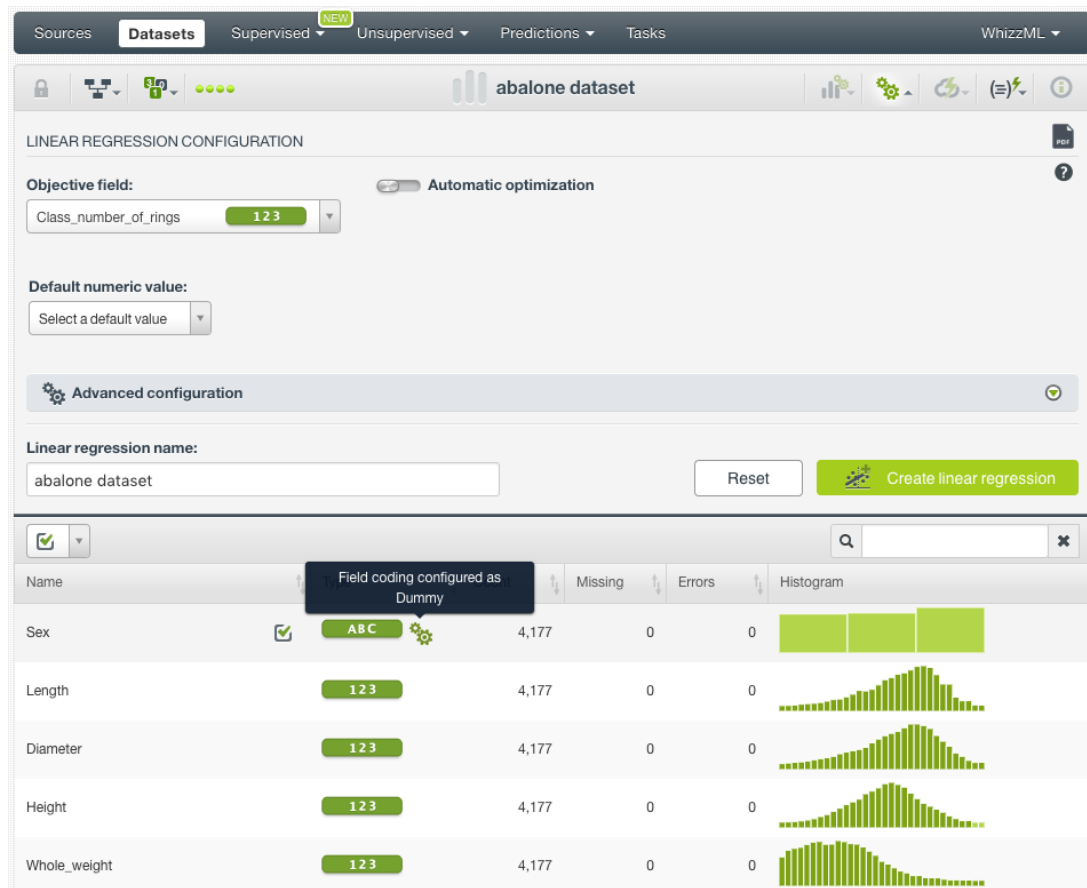 NEW
Sources Datasets Supervised Unsupervised Predictions Tasks WhizzML
abalone dataset
LINEAR REGRESSION CONFIGURATION
PDF
Objective field: Automatic optimization
Class_number_of_rings 123
Default numeric value:
Select a default value
Advanced configuration
Linear regression name:
abalone dataset Reset Create linear regression
Field coding configured as
Dummy
Name Missing Errors Histogram
Sex ABC 4,177 0 0
Length 123 4,177 0 0
Diameter 123 4,177 0 0
Height 123 4,177 0 0
Whole_weight 123 4,177 0 0